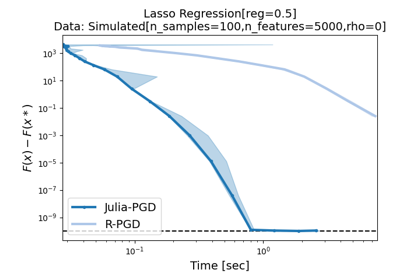 Lasso Regression[reg=0.5]
Data: Simulated[n_samples=100,n_features=5000,rho=0]
F(x) − F(x*)
10³
10¹
10⁻¹
10⁻³
10⁻⁵
10⁻⁷
10⁻⁹
Julia-PGD
R-PGD
10⁻¹
10⁰
Time [sec]